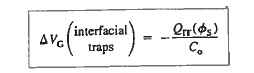 ΔV_G (interfacial traps) = − Q_IT(ϕ_S) / C_o